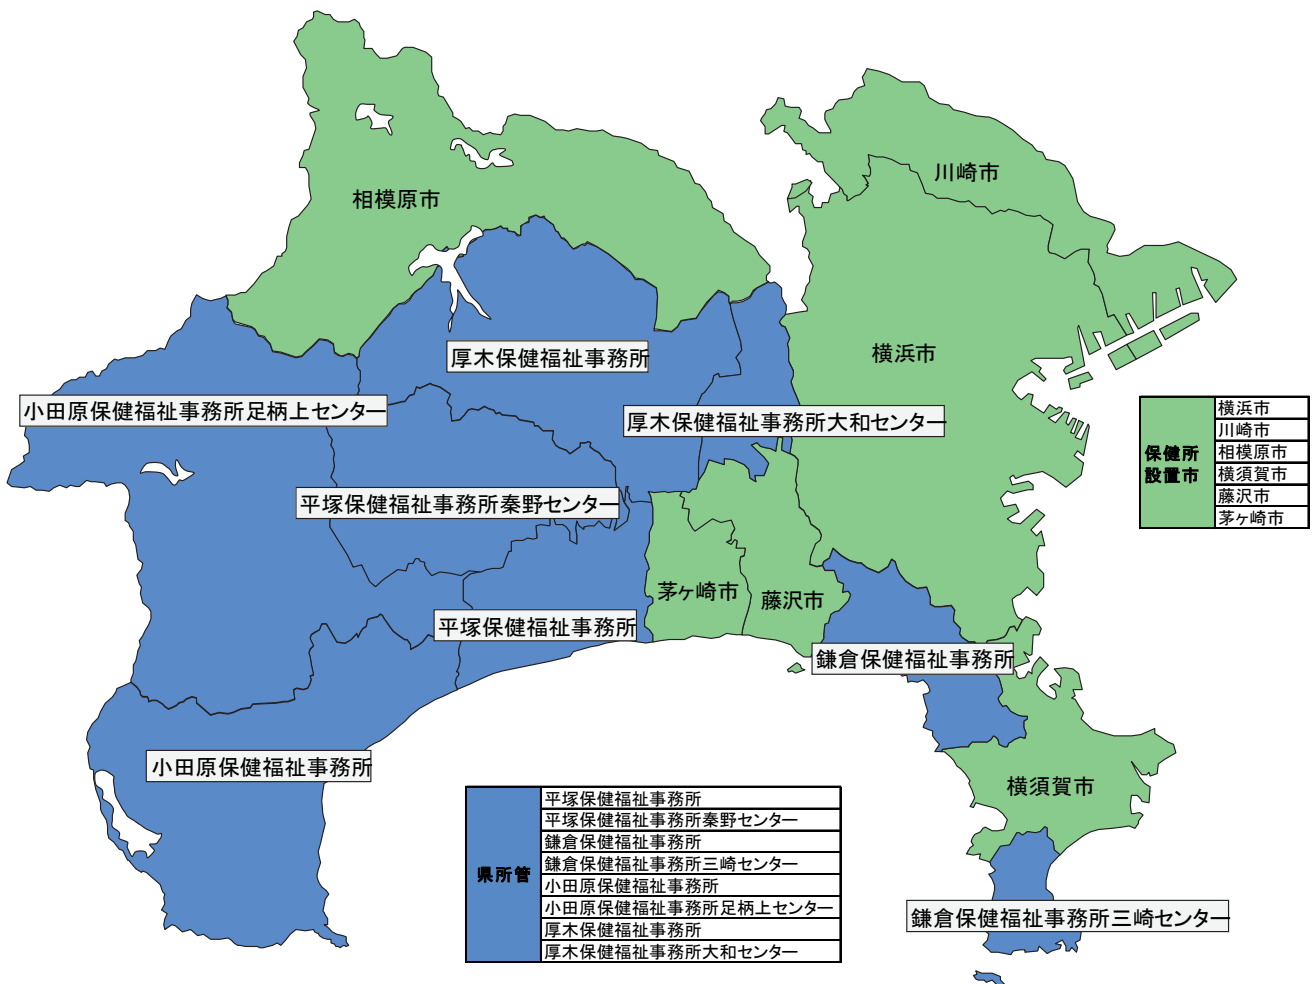 川崎市
相模原市
横浜市
厚木保健福祉事務所
小田原保健福祉事務所足柄上センター
厚木保健福祉事務所大和センター
平塚保健福祉事務所秦野センター
茅ヶ崎市
藤沢市
平塚保健福祉事務所
鎌倉保健福祉事務所
小田原保健福祉事務所
横須賀市
鎌倉保健福祉事務所三崎センター
保健所
設置市
横浜市
川崎市
相模原市
横須賀市
藤沢市
茅ヶ崎市
県所管
平塚保健福祉事務所
平塚保健福祉事務所秦野センター
鎌倉保健福祉事務所
鎌倉保健福祉事務所三崎センター
小田原保健福祉事務所
小田原保健福祉事務所足柄上センター
厚木保健福祉事務所
厚木保健福祉事務所大和センター